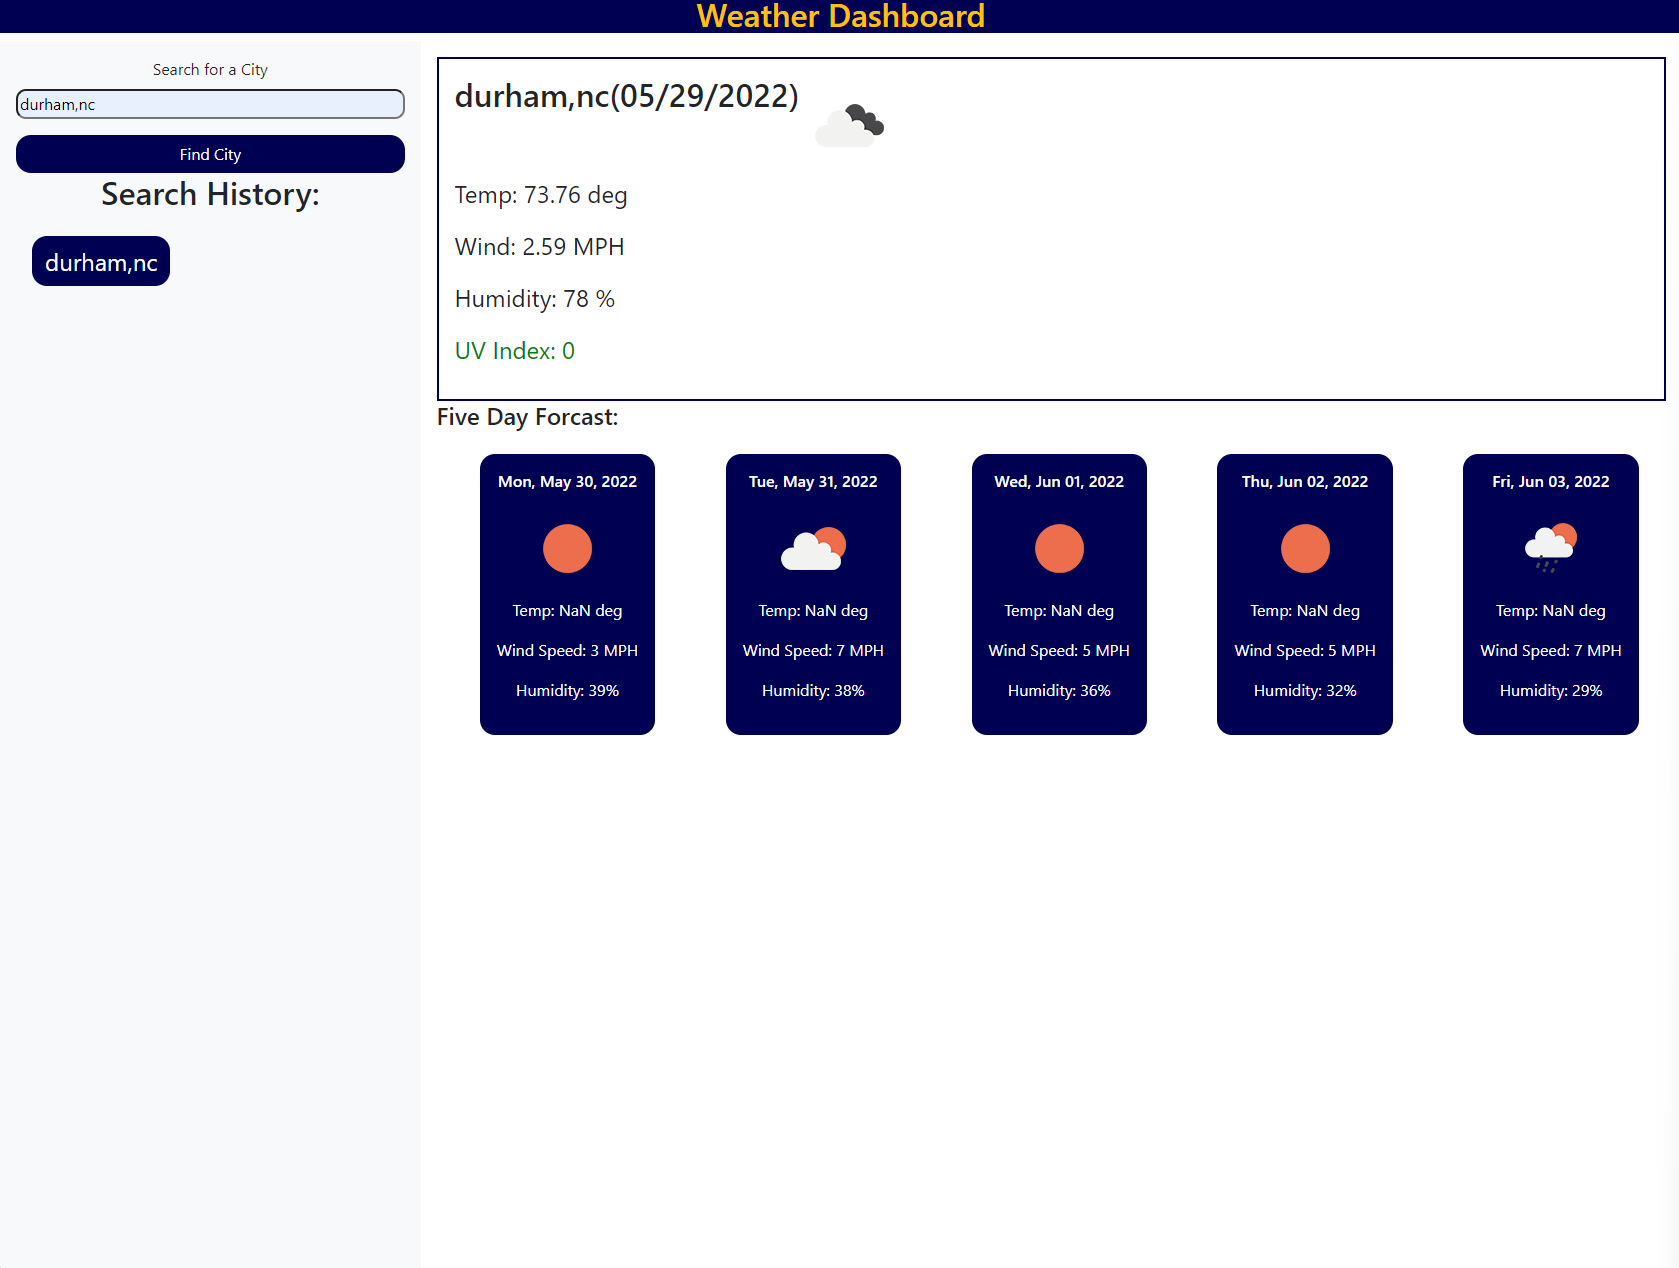 Weather Dashboard
Search for a City
durham,nc
Find City
Search History:
durham,nc
durham,nc(05/29/2022)
Temp: 73.76 deg
Wind: 2.59 MPH
Humidity: 78 %
UV Index: 0
Five Day Forcast:
Mon, May 30, 2022
Temp: NaN deg
Wind Speed: 3 MPH
Humidity: 39%
Tue, May 31, 2022
Temp: NaN deg
Wind Speed: 7 MPH
Humidity: 38%
Wed, Jun 01, 2022
Temp: NaN deg
Wind Speed: 5 MPH
Humidity: 36%
Thu, Jun 02, 2022
Temp: NaN deg
Wind Speed: 5 MPH
Humidity: 32%
Fri, Jun 03, 2022
Temp: NaN deg
Wind Speed: 7 MPH
Humidity: 29%